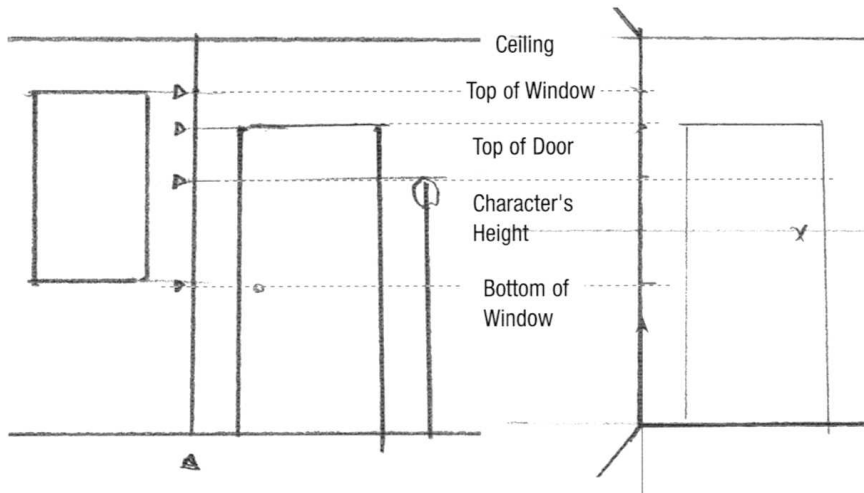 Ceiling
Top of Window
Top of Door
Character's
Height
Bottom of
Window